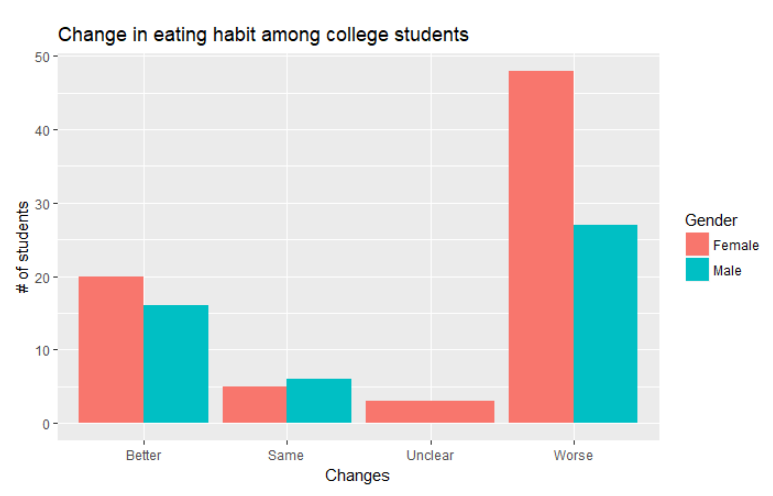 Change in eating habit among college students
50
40
30
20
10
0
# of students
Better Same Unclear Worse
Changes
Gender
Female
Male